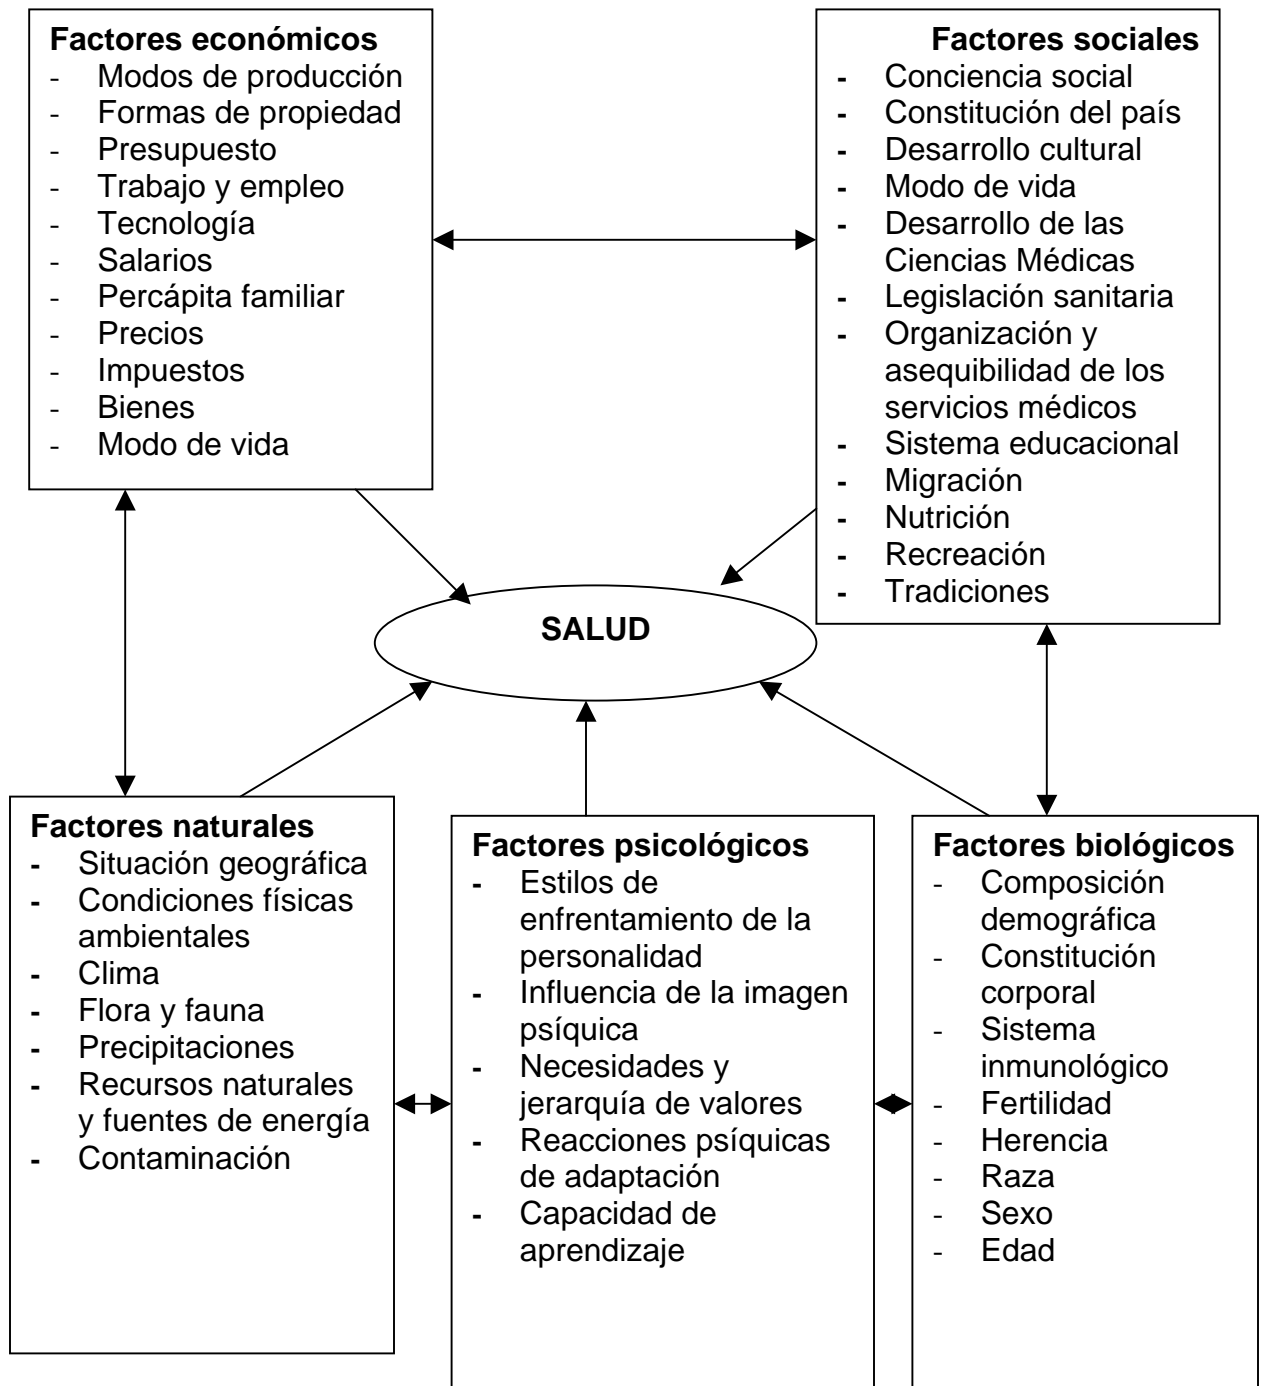 Factores económicos
- Modos de producción
- Formas de propiedad
- Presupuesto
- Trabajo y empleo
- Tecnología
- Salarios
- Percápita familiar
- Precios
- Impuestos
- Bienes
- Modo de vida
Factores sociales
- Conciencia social
- Constitución del país
- Desarrollo cultural
- Modo de vida
- Desarrollo de las
Ciencias Médicas
- Legislación sanitaria
- Organización y
asequibilidad de los
servicios médicos
- Sistema educacional
- Migración
- Nutrición
- Recreación
- Tradiciones
SALUD
Factores naturales
- Situación geográfica
- Condiciones físicas
ambientales
- Clima
- Flora y fauna
- Precipitaciones
- Recursos naturales
y fuentes de energía
- Contaminación
Factores psicológicos
- Estilos de
enfrentamiento de la
personalidad
- Influencia de la imagen
psíquica
- Necesidades y
jerarquía de valores
- Reacciones psíquicas
de adaptación
- Capacidad de
aprendizaje
Factores biológicos
- Composición
demográfica
- Constitución
corporal
- Sistema
inmunológico
- Fertilidad
- Herencia
- Raza
- Sexo
- Edad